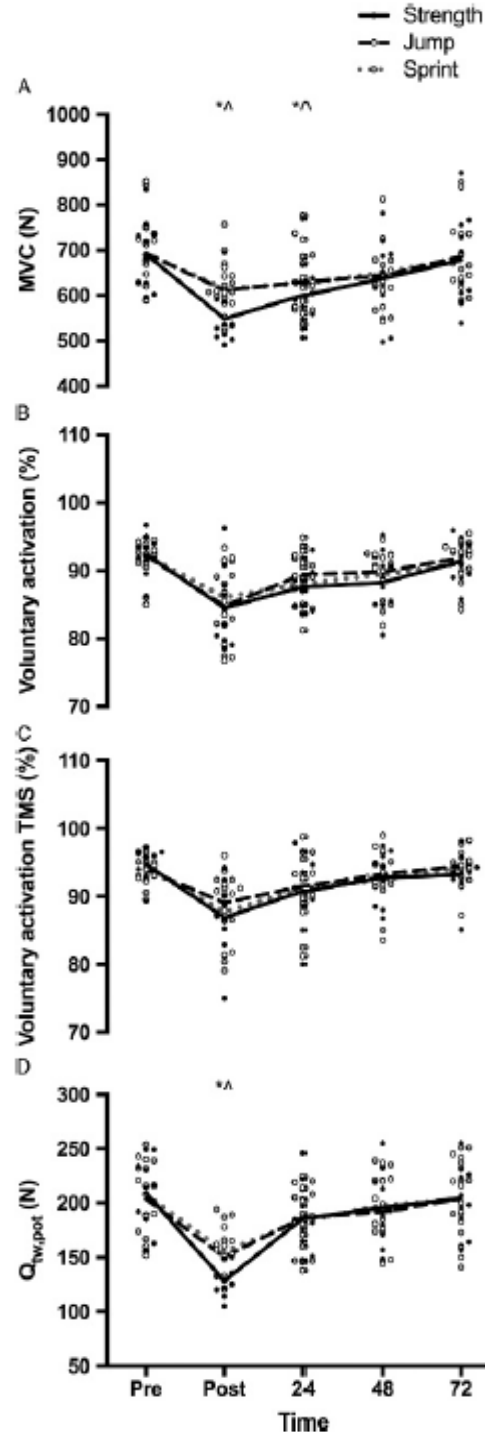 Strength
Jump
Sprint
A
*^ *^
1000
900
800
700
600
500
400
MVC (N)
B
110
100
90
80
70
Voluntary activation (%)
C
110
100
90
80
70
Voluntary activation TMS (%)
D
*^
300
250
200
150
100
50
Qtw,pot (N)
Pre Post 24 48 72
Time